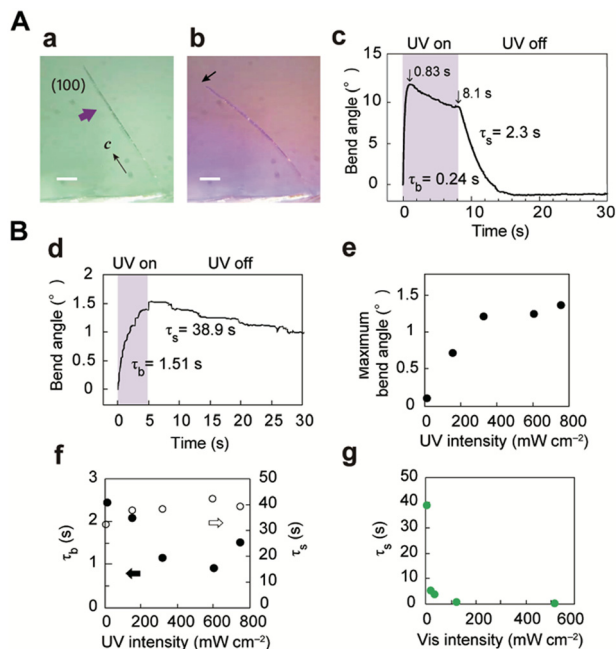 A
a
b
(100)
c
c
UV on UV off
Bend angle (°)
15
10
5
0
0.83 s
8.1 s
τs = 2.3 s
τb = 0.24 s
0 10 20 30
Time (s)
B
d
UV on UV off
Bend angle (°)
2
1.5
1
0.5
0
τs = 38.9 s
τb = 1.51 s
0 5 10 15 20 25 30
Time (s)
e
Maximum
bend angle (°)
1.5
1
0.5
0
0 200 400 600 800
UV intensity (mW cm⁻²)
f
τb (s)
3
2
1
0
50
40
30
20
10
0
τs (s)
0 200 400 600 800
UV intensity (mW cm⁻²)
g
τs (s)
50
40
30
20
10
0
0 200 400 600
Vis intensity (mW cm⁻²)